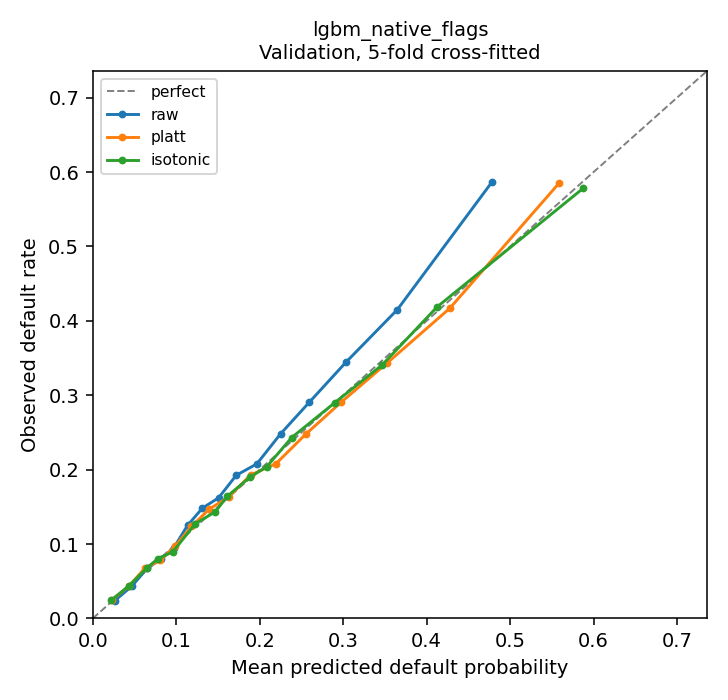 lgbm_native_flags
Validation, 5-fold cross-fitted
perfect
raw
platt
isotonic
0.7
0.6
0.5
0.4
0.3
0.2
0.1
0.0
Observed default rate
0.0 0.1 0.2 0.3 0.4 0.5 0.6 0.7
Mean predicted default probability